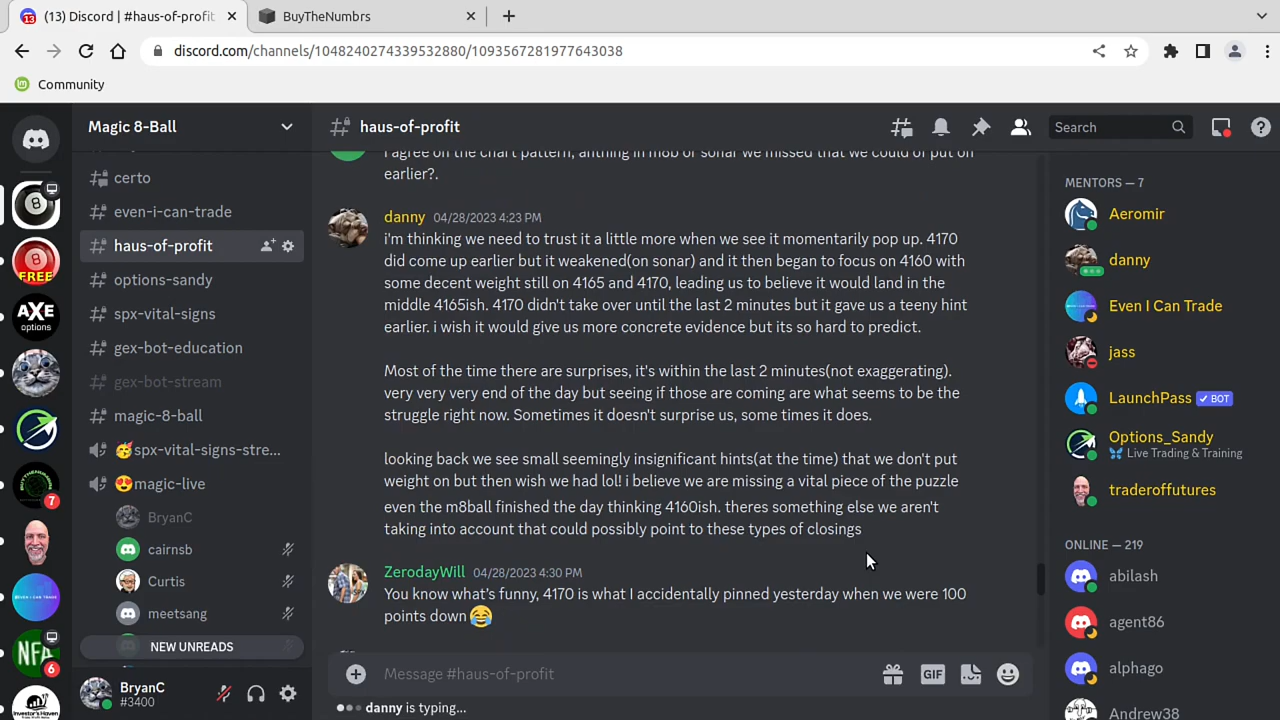 (13) Discord | #haus-of-profit
BuyTheNumbrs
discord.com/channels/1048240274339532880/1093567281977643038
Community
Magic 8-Ball
haus-of-profit
Search
certo
even-i-can-trade
haus-of-profit
options-sandy
spx-vital-signs
gex-bot-education
gex-bot-stream
magic-8-ball
🥳spx-vital-signs-stre...
😍magic-live
BryanC
cairnsb
Curtis
meetsang
NEW UNREADS
BryanC
#3400
8
8
FREE
AXE
options
7
NFA
6
I agree on the chart pattern, anthing in m8b or sonar we missed that we could of put on
earlier?.
danny 04/28/2023 4:23 PM
i'm thinking we need to trust it a little more when we see it momentarily pop up. 4170
did come up earlier but it weakened(on sonar) and it then began to focus on 4160 with
some decent weight still on 4165 and 4170, leading us to believe it would land in the
middle 4165ish. 4170 didn't take over until the last 2 minutes but it gave us a teeny hint
earlier. i wish it would give us more concrete evidence but its so hard to predict.
Most of the time there are surprises, it's within the last 2 minutes(not exaggerating).
very very very end of the day but seeing if those are coming are what seems to be the
struggle right now. Sometimes it doesn't surprise us, some times it does.
looking back we see small seemingly insignificant hints(at the time) that we don't put
weight on but then wish we had lol! i believe we are missing a vital piece of the puzzle
even the m8ball finished the day thinking 4160ish. theres something else we aren't
taking into account that could possibly point to these types of closings
ZerodayWill 04/28/2023 4:30 PM
You know what's funny, 4170 is what I accidentally pinned yesterday when we were 100
points down 😂
Message #haus-of-profit
GIF
danny is typing...
MENTORS — 7
Aeromir
danny
Even I Can Trade
jass
LaunchPass ✓ BOT
Options_Sandy
🦋 Live Trading & Training
traderoffutures
ONLINE — 219
abilash
agent86
alphago
Andrew38